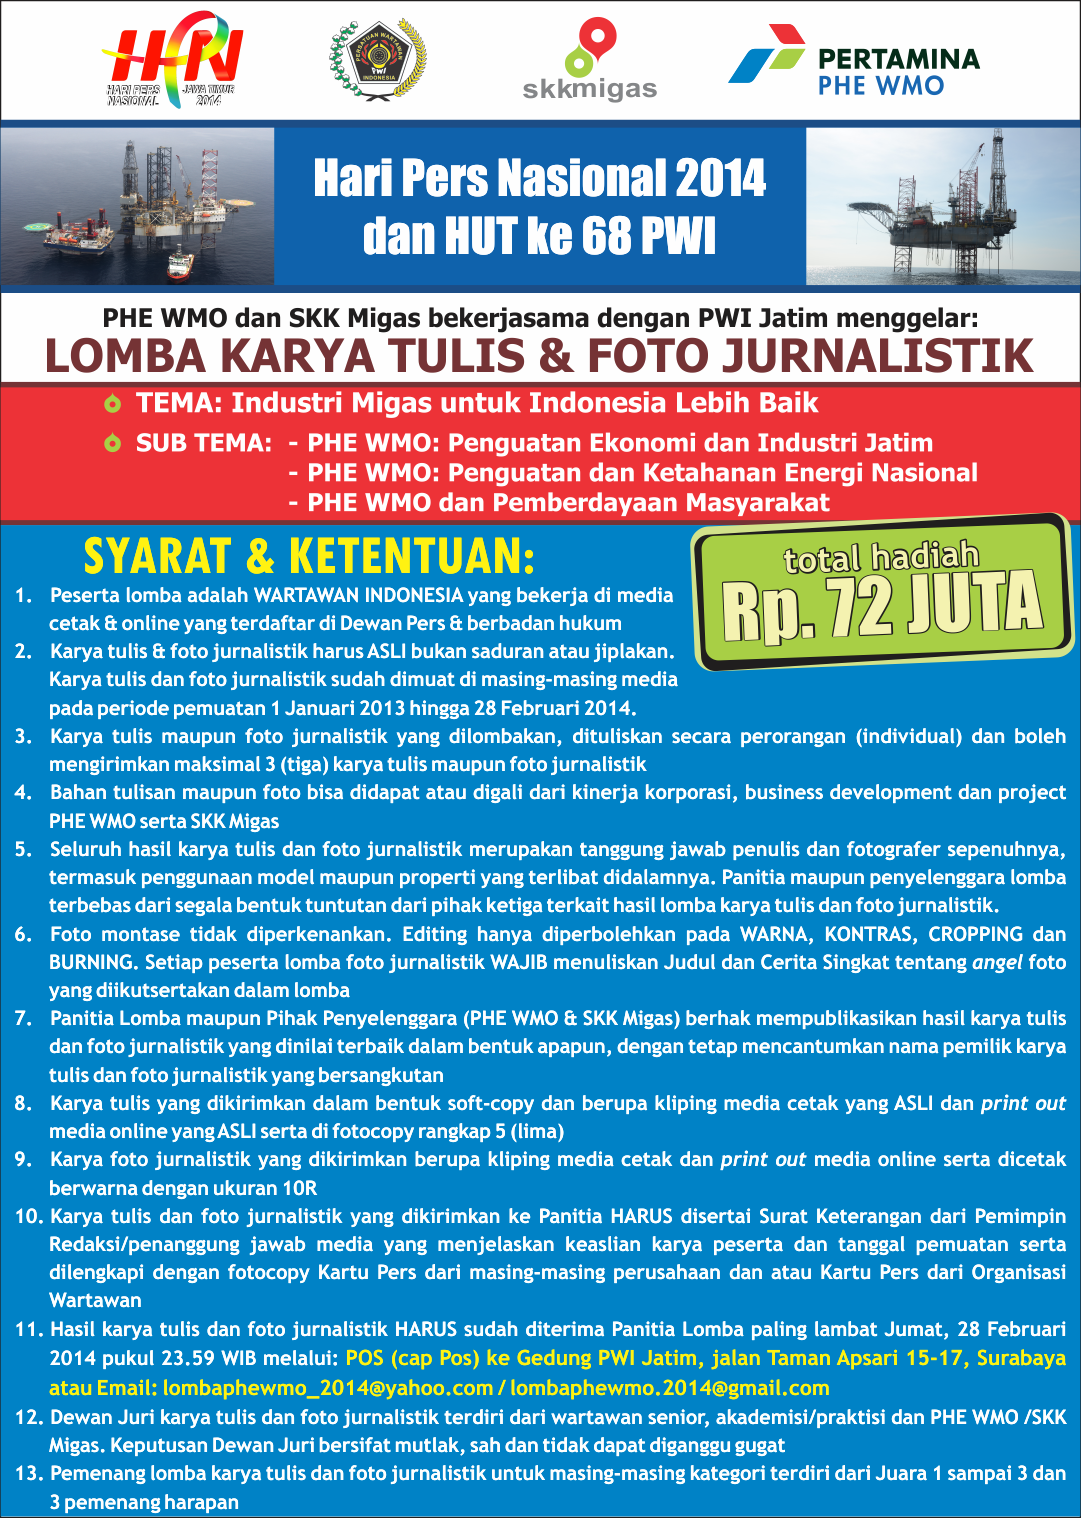 HPN
HARI PERS
NASIONAL
JAWA TIMUR
2014
PERSATUAN WARTAWAN
PWI
INDONESIA
skkmigas
PERTAMINA
PHE WMO
Hari Pers Nasional 2014
dan HUT ke 68 PWI
PHE WMO dan SKK Migas bekerjasama dengan PWI Jatim menggelar:
LOMBA KARYA TULIS & FOTO JURNALISTIK
TEMA: Industri Migas untuk Indonesia Lebih Baik
SUB TEMA: - PHE WMO: Penguatan Ekonomi dan Industri Jatim
- PHE WMO: Penguatan dan Ketahanan Energi Nasional
- PHE WMO dan Pemberdayaan Masyarakat
total hadiah
Rp. 72 JUTA
SYARAT & KETENTUAN:
1. Peserta lomba adalah WARTAWAN INDONESIA yang bekerja di media
cetak & online yang terdaftar di Dewan Pers & berbadan hukum
2. Karya tulis & foto jurnalistik harus ASLI bukan saduran atau jiplakan.
Karya tulis dan foto jurnalistik sudah dimuat di masing-masing media
pada periode pemuatan 1 Januari 2013 hingga 28 Februari 2014.
3. Karya tulis maupun foto jurnalistik yang dilombakan, dituliskan secara perorangan (individual) dan boleh
mengirimkan maksimal 3 (tiga) karya tulis maupun foto jurnalistik
4. Bahan tulisan maupun foto bisa didapat atau digali dari kinerja korporasi, business development dan project
PHE WMO serta SKK Migas
5. Seluruh hasil karya tulis dan foto jurnalistik merupakan tanggung jawab penulis dan fotografer sepenuhnya,
termasuk penggunaan model maupun properti yang terlibat didalamnya. Panitia maupun penyelenggara lomba
terbebas dari segala bentuk tuntutan dari pihak ketiga terkait hasil lomba karya tulis dan foto jurnalistik.
6. Foto montase tidak diperkenankan. Editing hanya diperbolehkan pada WARNA, KONTRAS, CROPPING dan
BURNING. Setiap peserta lomba foto jurnalistik WAJIB menuliskan Judul dan Cerita Singkat tentang angel foto
yang diikutsertakan dalam lomba
7. Panitia Lomba maupun Pihak Penyelenggara (PHE WMO & SKK Migas) berhak mempublikasikan hasil karya tulis
dan foto jurnalistik yang dinilai terbaik dalam bentuk apapun, dengan tetap mencantumkan nama pemilik karya
tulis dan foto jurnalistik yang bersangkutan
8. Karya tulis yang dikirimkan dalam bentuk soft-copy dan berupa kliping media cetak yang ASLI dan print out
media online yang ASLI serta di fotocopy rangkap 5 (lima)
9. Karya foto jurnalistik yang dikirimkan berupa kliping media cetak dan print out media online serta dicetak
berwarna dengan ukuran 10R
10. Karya tulis dan foto jurnalistik yang dikirimkan ke Panitia HARUS disertai Surat Keterangan dari Pemimpin
Redaksi/penanggung jawab media yang menjelaskan keaslian karya peserta dan tanggal pemuatan serta
dilengkapi dengan fotocopy Kartu Pers dari masing-masing perusahaan dan atau Kartu Pers dari Organisasi
Wartawan
11. Hasil karya tulis dan foto jurnalistik HARUS sudah diterima Panitia Lomba paling lambat Jumat, 28 Februari
2014 pukul 23.59 WIB melalui: POS (cap Pos) ke Gedung PWI Jatim, jalan Taman Apsari 15-17, Surabaya
atau Email: lombaphewmo_2014@yahoo.com / lombaphewmo.2014@gmail.com
12. Dewan Juri karya tulis dan foto jurnalistik terdiri dari wartawan senior, akademisi/praktisi dan PHE WMO /SKK
Migas. Keputusan Dewan Juri bersifat mutlak, sah dan tidak dapat diganggu gugat
13. Pemenang lomba karya tulis dan foto jurnalistik untuk masing-masing kategori terdiri dari Juara 1 sampai 3 dan
3 pemenang harapan